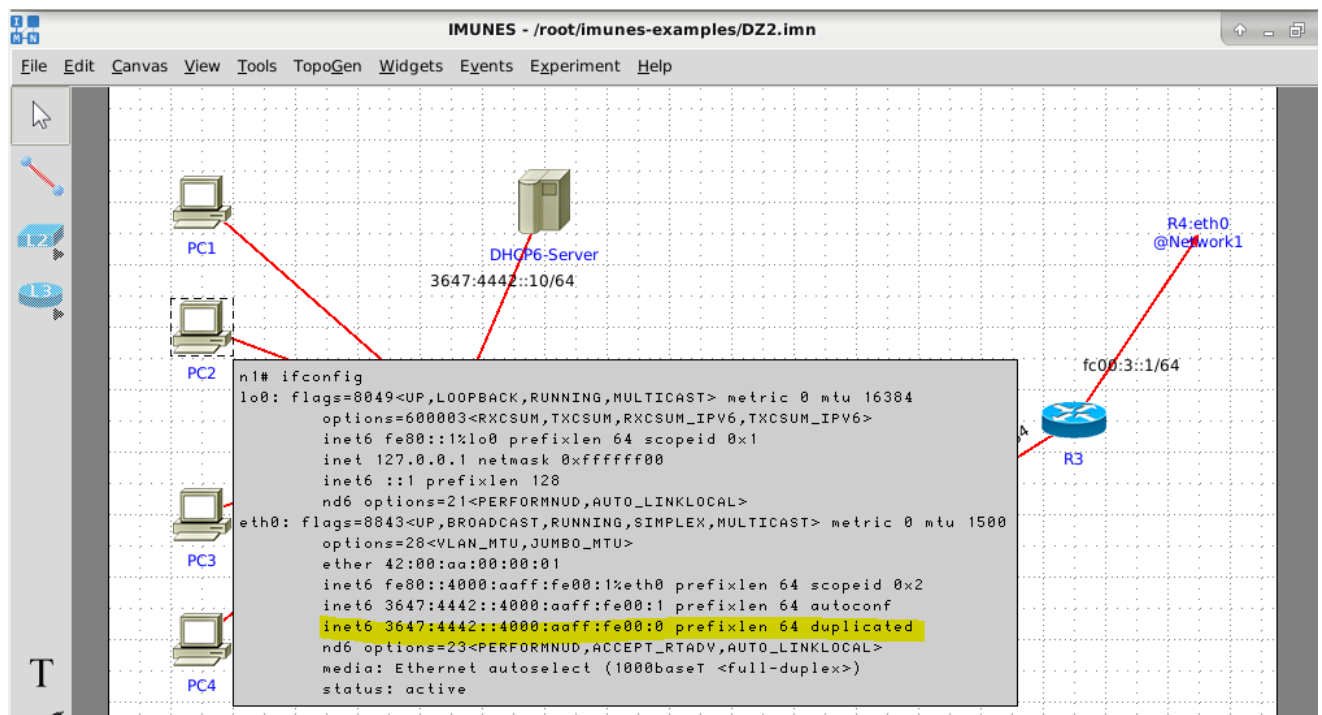 IMUNES - /root/imunes-examples/DZ2.imn
File Edit Canvas View Tools TopoGen Widgets Events Experiment Help
R4:eth0
@Network1
PC1
DHCP6-Server
3647:4442::10/64
PC2
fc00:3::1/64
R3
n1# ifconfig
lo0: flags=8049<UP,LOOPBACK,RUNNING,MULTICAST> metric 0 mtu 16384
options=600003<RXCSUM,TXCSUM,RXCSUM_IPV6,TXCSUM_IPV6>
inet6 fe80::1%lo0 prefixlen 64 scopeid 0x1
inet 127.0.0.1 netmask 0xffffff00
inet6 ::1 prefixlen 128
nd6 options=21<PERFORMNUD,AUTO_LINKLOCAL>
eth0: flags=8843<UP,BROADCAST,RUNNING,SIMPLEX,MULTICAST> metric 0 mtu 1500
options=28<VLAN_MTU,JUMBO_MTU>
ether 42:00:aa:00:00:01
inet6 fe80::4000:aaff:fe00:1%eth0 prefixlen 64 scopeid 0x2
inet6 3647:4442::4000:aaff:fe00:1 prefixlen 64 autoconf
inet6 3647:4442::4000:aaff:fe00:0 prefixlen 64 duplicated
nd6 options=23<PERFORMNUD,ACCEPT_RTADV,AUTO_LINKLOCAL>
media: Ethernet autoselect (1000baseT <full-duplex>)
status: active
PC3
PC4
L2
L3
T